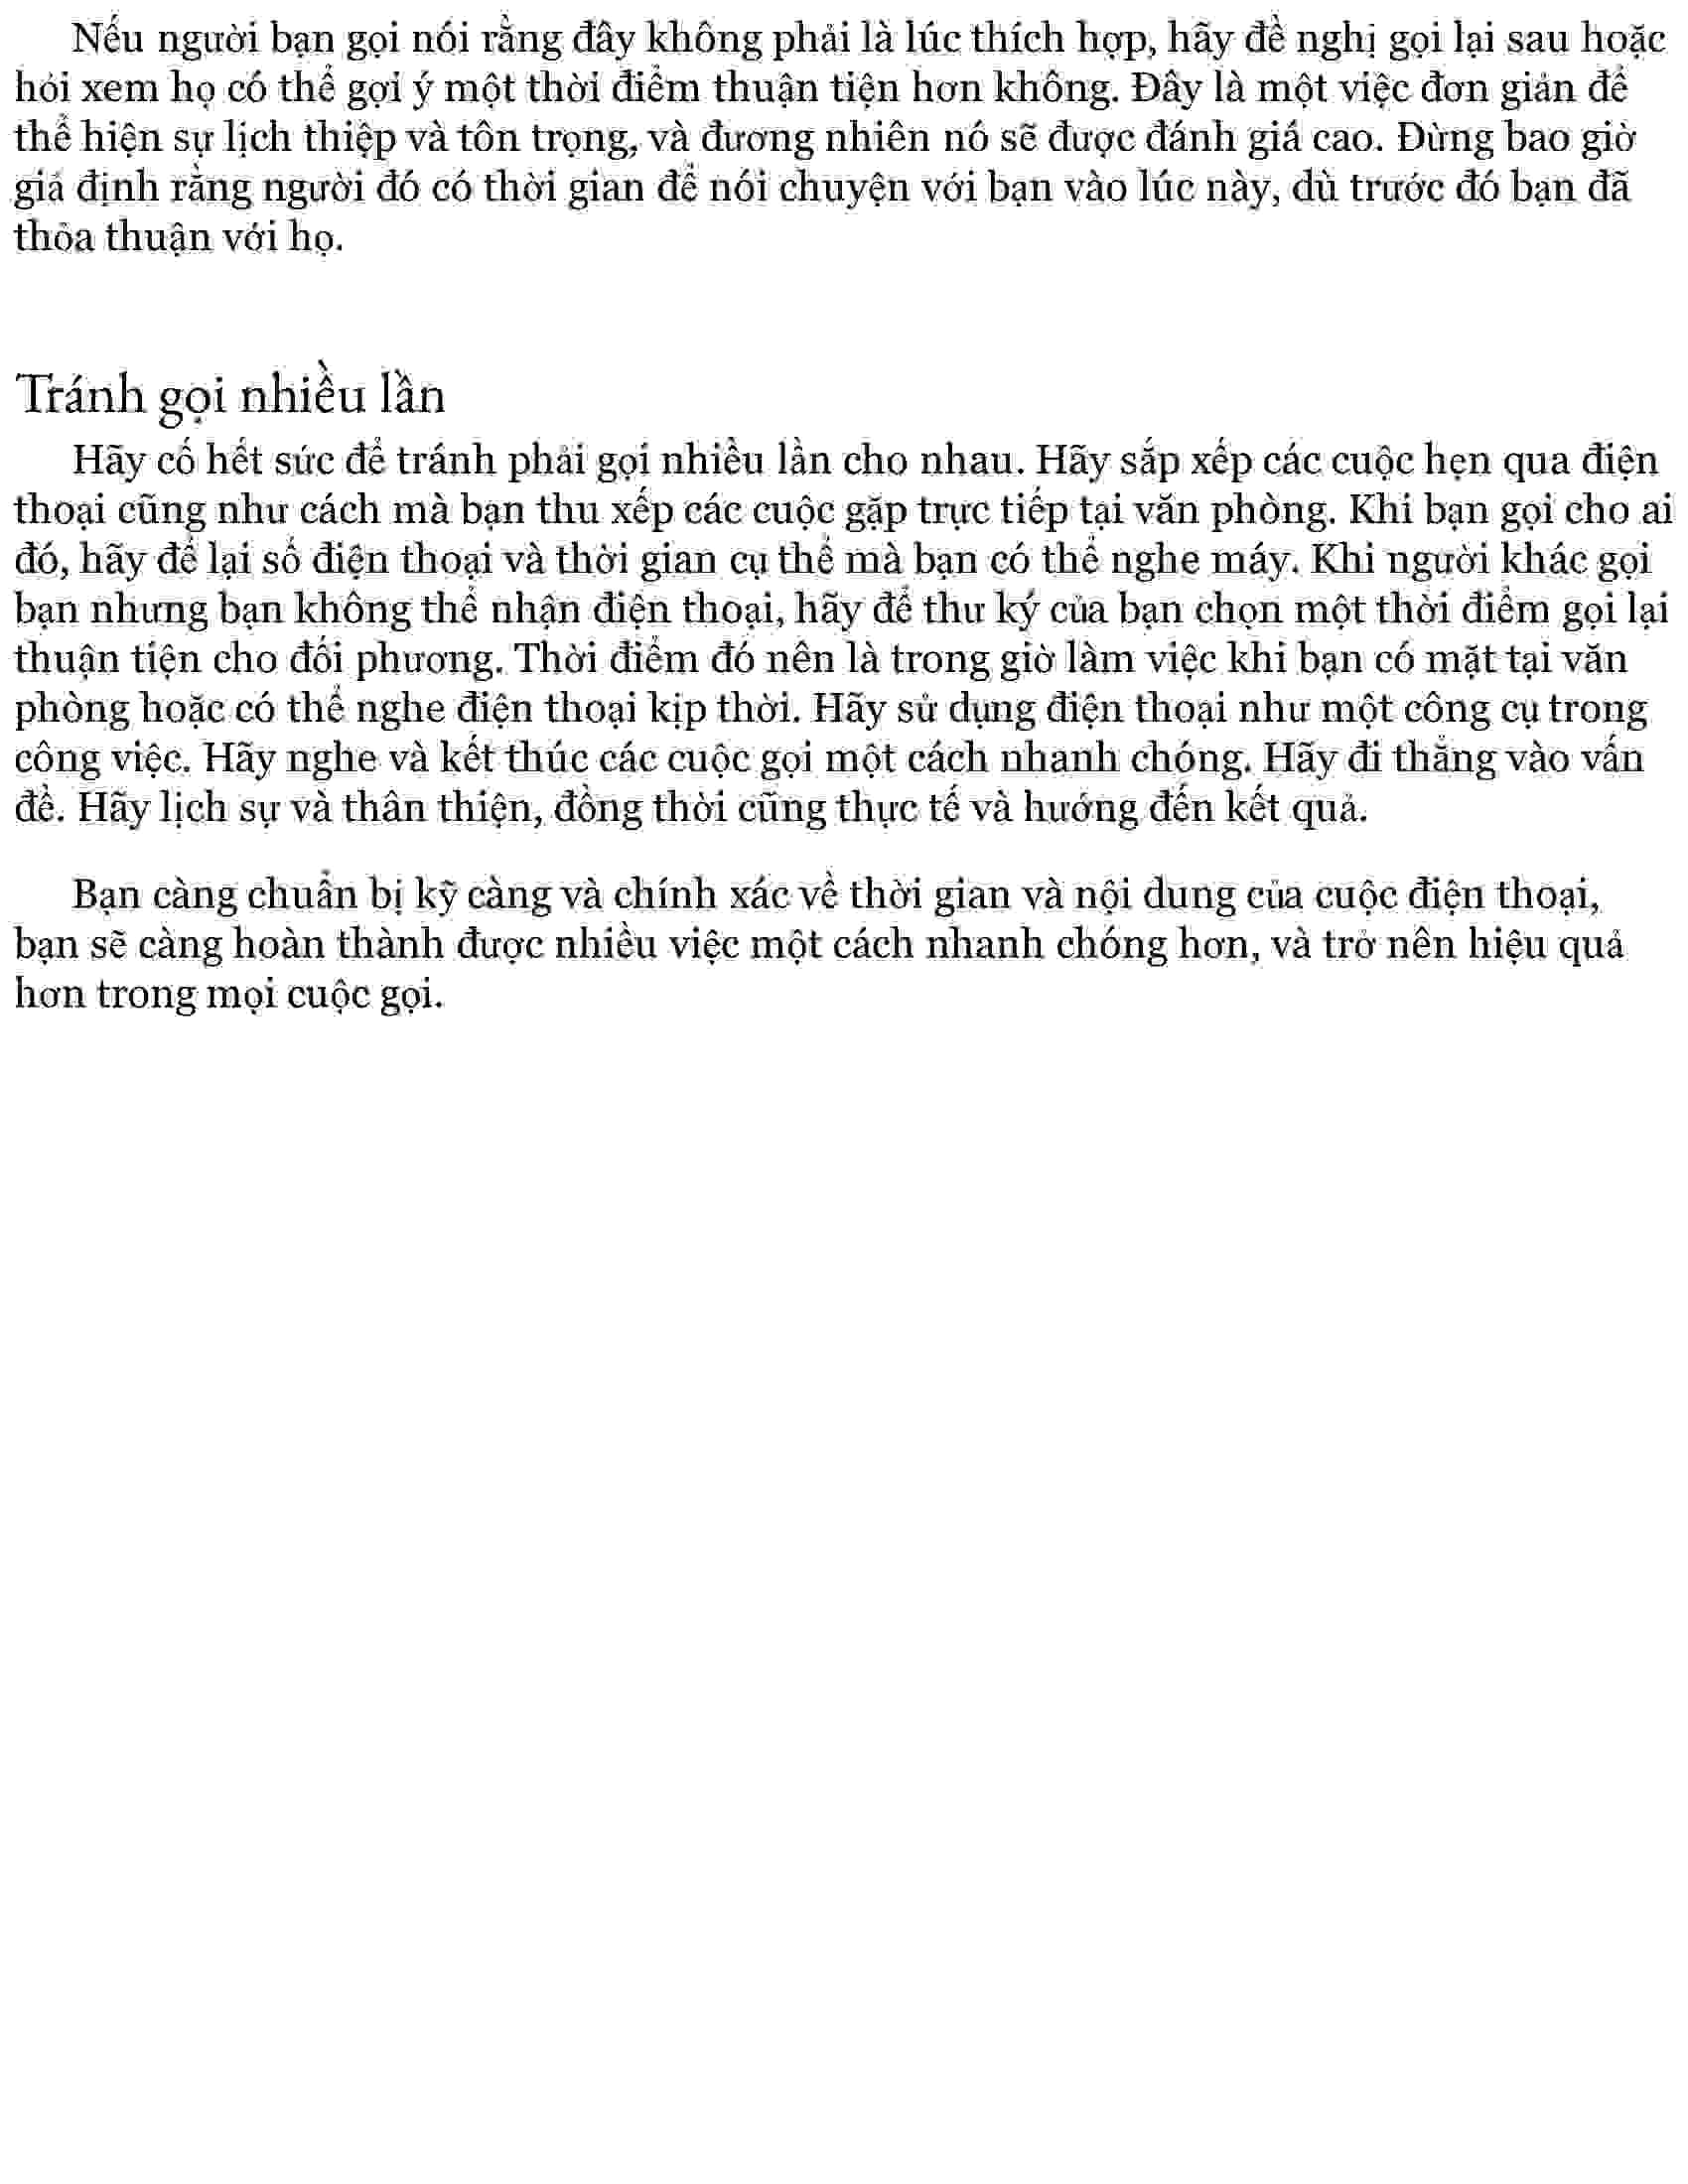 Nếu người bạn gọi nói rằng đây không phải là lúc thích hợp, hãy đề nghị gọi lại sau hoặc
hỏi xem họ có thể gợi ý một thời điểm thuận tiện hơn không. Đây là một việc đơn giản để
thể hiện sự lịch thiệp và tôn trọng, và đương nhiên nó sẽ được đánh giá cao. Đừng bao giờ
giả định rằng người đó có thời gian để nói chuyện với bạn vào lúc này, dù trước đó bạn đã
thỏa thuận với họ.
Tránh gọi nhiều lần
Hãy cố hết sức để tránh phải gọi nhiều lần cho nhau. Hãy sắp xếp các cuộc hẹn qua điện
thoại cũng như cách mà bạn thu xếp các cuộc gặp trực tiếp tại văn phòng. Khi bạn gọi cho ai
đó, hãy để lại số điện thoại và thời gian cụ thể mà bạn có thể nghe máy. Khi người khác gọi
bạn nhưng bạn không thể nhận điện thoại, hãy để thư ký của bạn chọn một thời điểm gọi lại
thuận tiện cho đối phương. Thời điểm đó nên là trong giờ làm việc khi bạn có mặt tại văn
phòng hoặc có thể nghe điện thoại kịp thời. Hãy sử dụng điện thoại như một công cụ trong
công việc. Hãy nghe và kết thúc các cuộc gọi một cách nhanh chóng. Hãy đi thẳng vào vấn
đề. Hãy lịch sự và thân thiện, đồng thời cũng thực tế và hướng đến kết quả.
Bạn càng chuẩn bị kỹ càng và chính xác về thời gian và nội dung của cuộc điện thoại,
bạn sẽ càng hoàn thành được nhiều việc một cách nhanh chóng hơn, và trở nên hiệu quả
hơn trong mọi cuộc gọi.